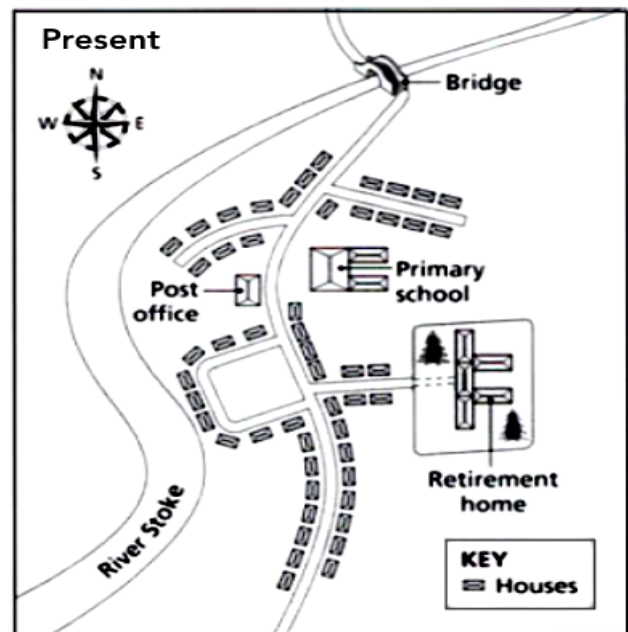 Present
N
W E
S
Bridge
Primary
school
Post
office
Retirement
home
River Stoke
KEY
Houses